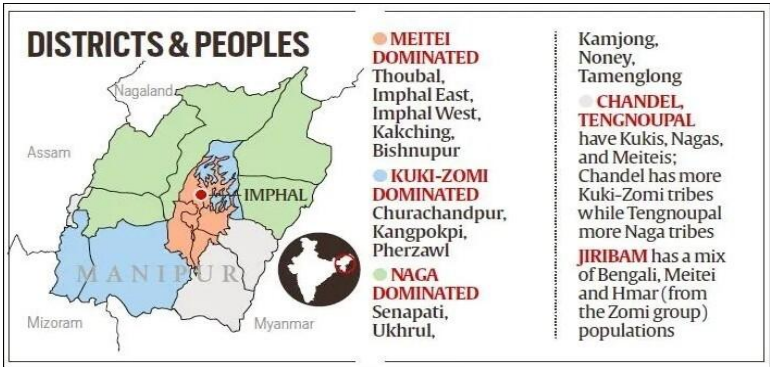 DISTRICTS & PEOPLES
Nagaland
Assam
IMPHAL
MANIPUR
Mizoram
Myanmar
MEITEI
DOMINATED
Thoubal,
Imphal East,
Imphal West,
Kakching,
Bishnupur
KUKI-ZOMI
DOMINATED
Churachandpur,
Kangpokpi,
Pherzawl
NAGA
DOMINATED
Senapati,
Ukhrul,
Kamjong,
Noney,
Tamenglong
CHANDEL,
TENGNOUPAL
have Kukis, Nagas,
and Meiteis;
Chandel has more
Kuki-Zomi tribes
while Tengnoupal
more Naga tribes
JIRIBAM has a mix
of Bengali, Meitei
and Hmar (from
the Zomi group)
populations